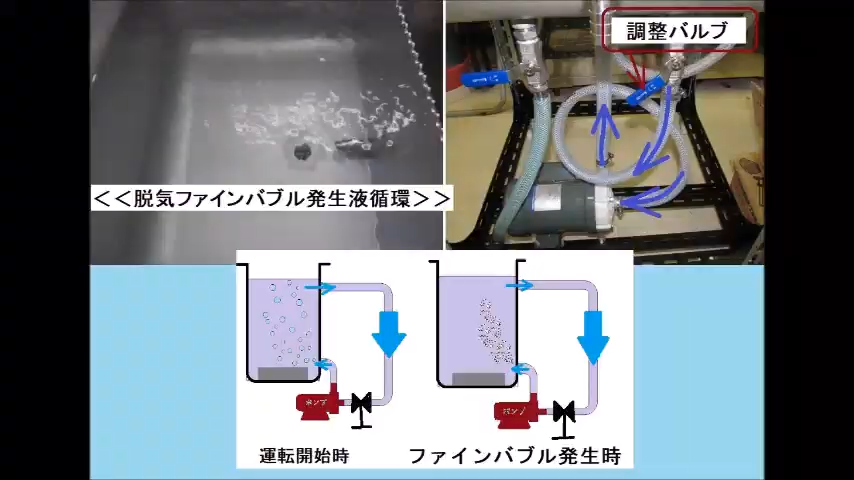 調整バルブ
<<脱気ファインバブル発生液循環>>
ポンプ
ポンプ
運転開始時
ファインバブル発生時